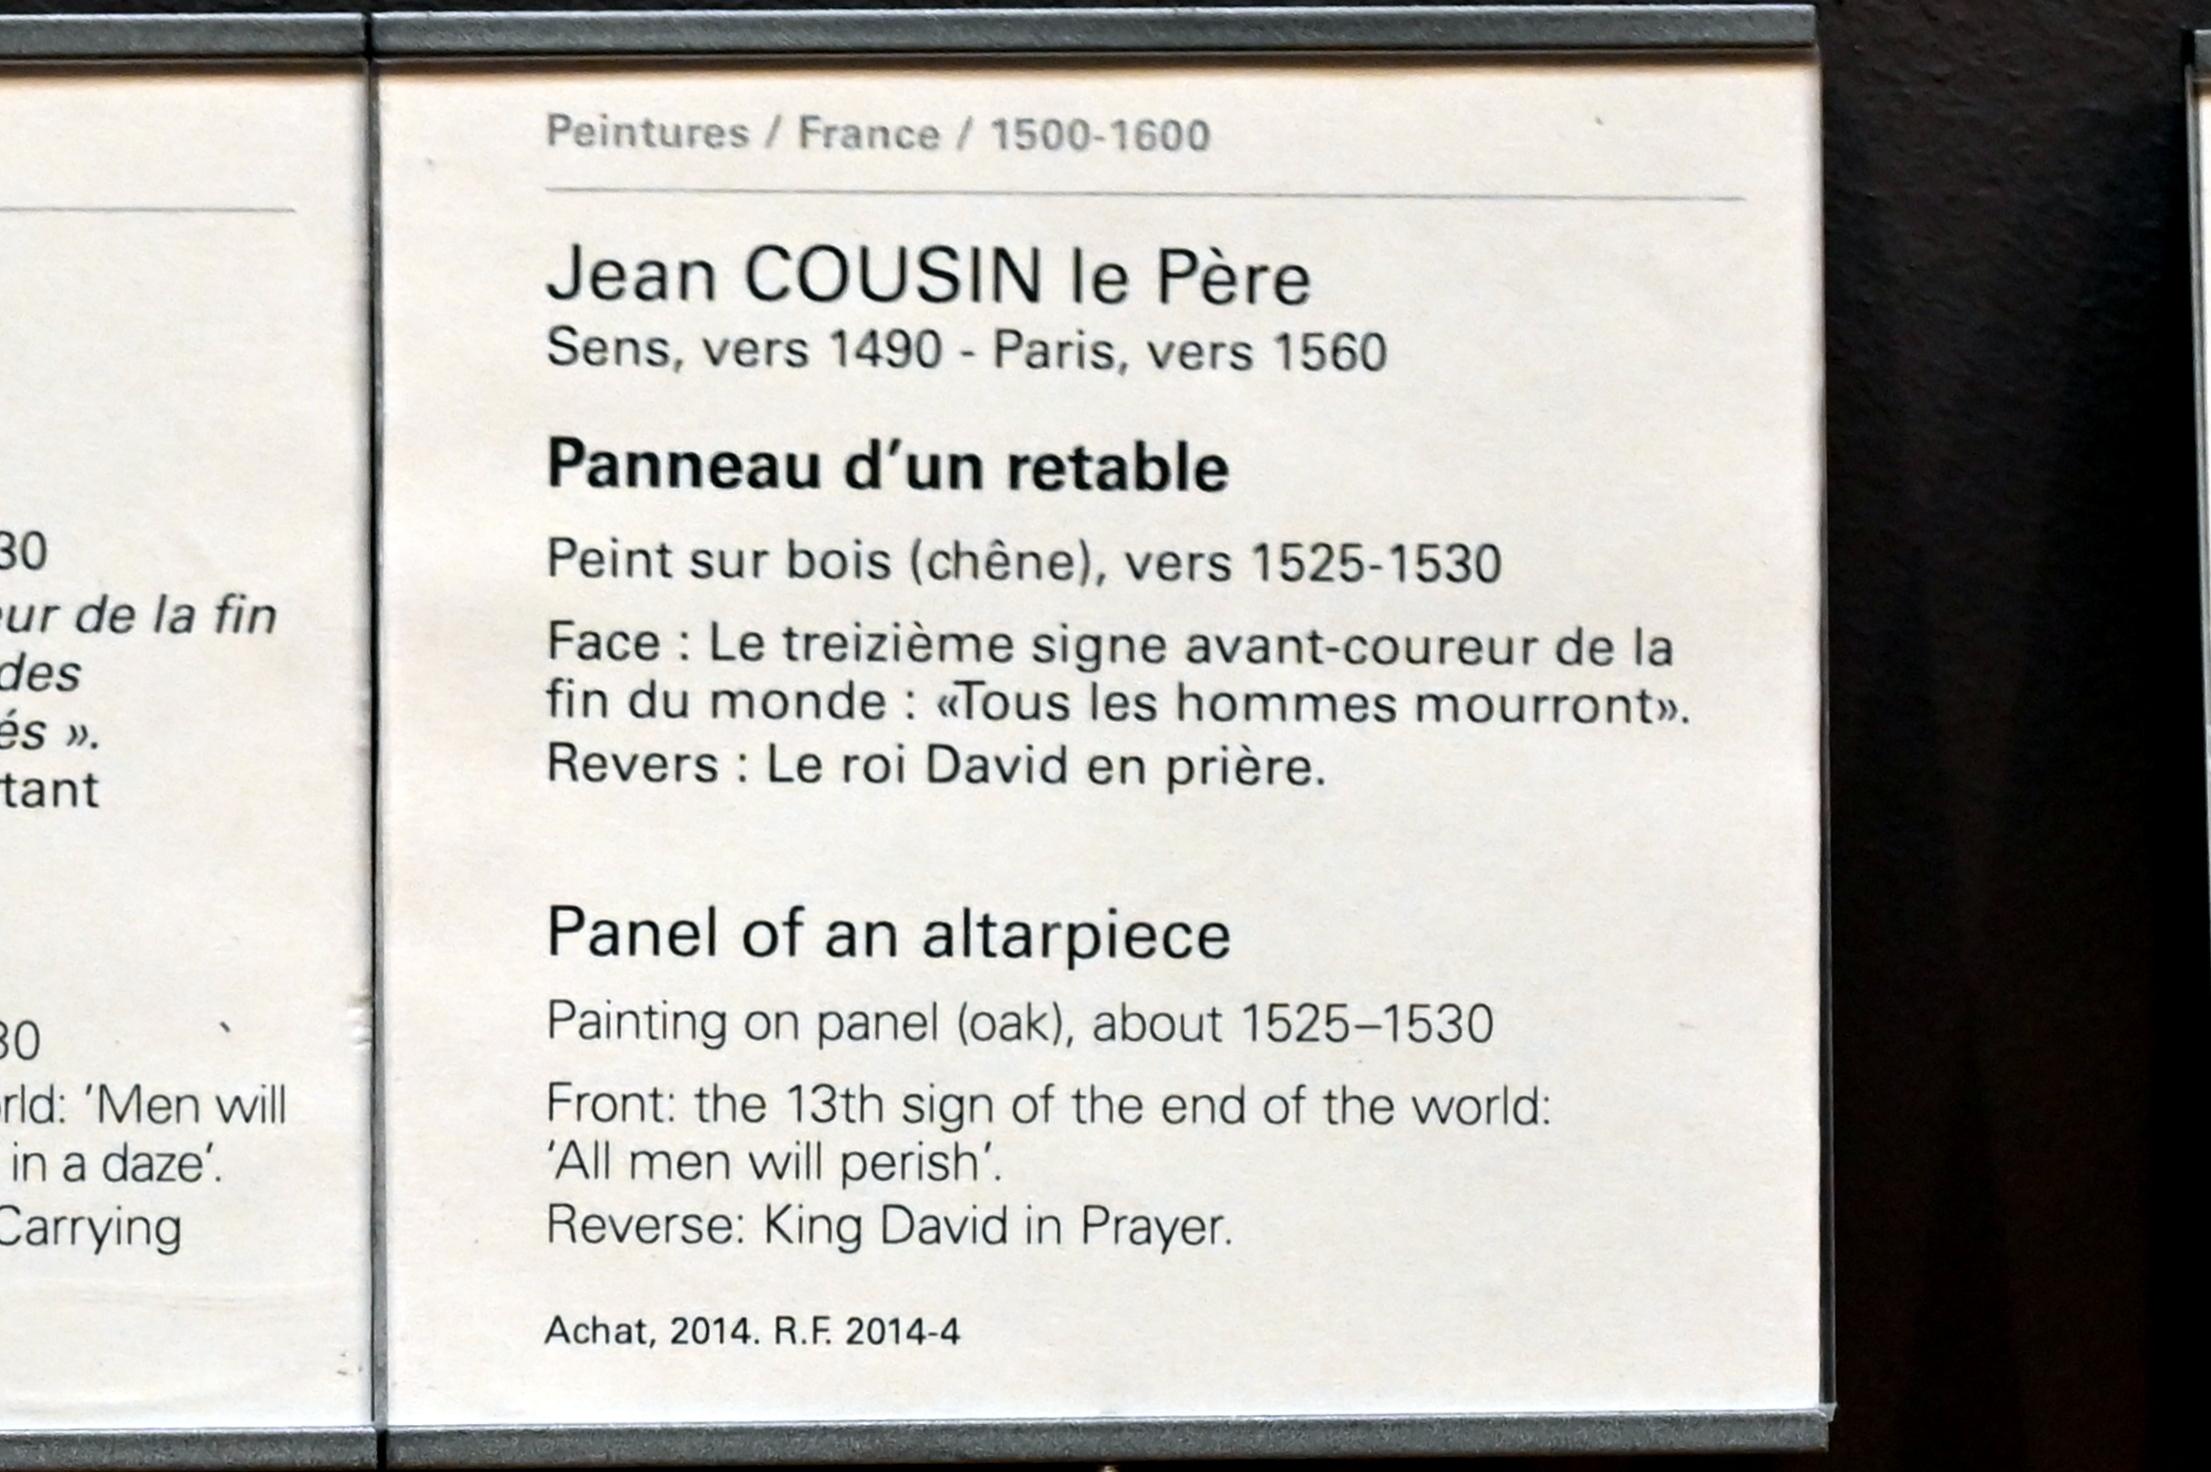 30
ur de la fin
des
és ».
tant
30
rld: 'Men will
in a daze'.
Carrying
Peintures / France / 1500-1600
Jean COUSIN le Père
Sens, vers 1490 - Paris, vers 1560
Panneau d'un retable
Peint sur bois (chêne), vers 1525-1530
Face : Le treizième signe avant-coureur de la
fin du monde : «Tous les hommes mourront».
Revers : Le roi David en prière.
Panel of an altarpiece
Painting on panel (oak), about 1525–1530
Front: the 13th sign of the end of the world:
'All men will perish'.
Reverse: King David in Prayer.
Achat, 2014. R.F. 2014-4